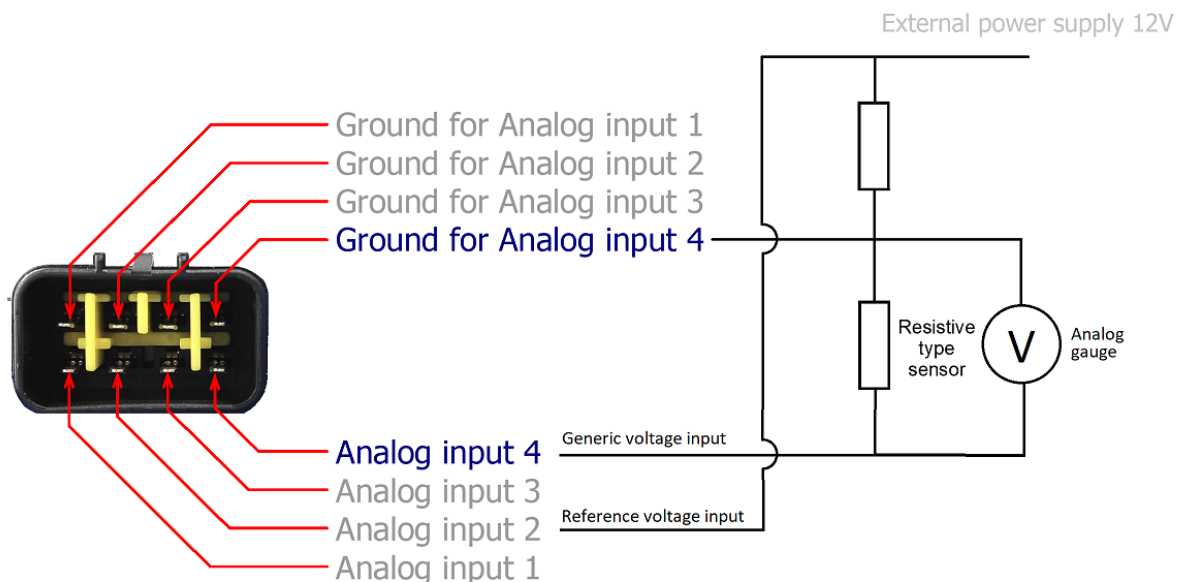 External power supply 12V
Ground for Analog input 1
Ground for Analog input 2
Ground for Analog input 3
Ground for Analog input 4
Resistive
type
sensor
V
Analog
gauge
Analog input 4
Generic voltage input
Analog input 3
Analog input 2
Reference voltage input
Analog input 1